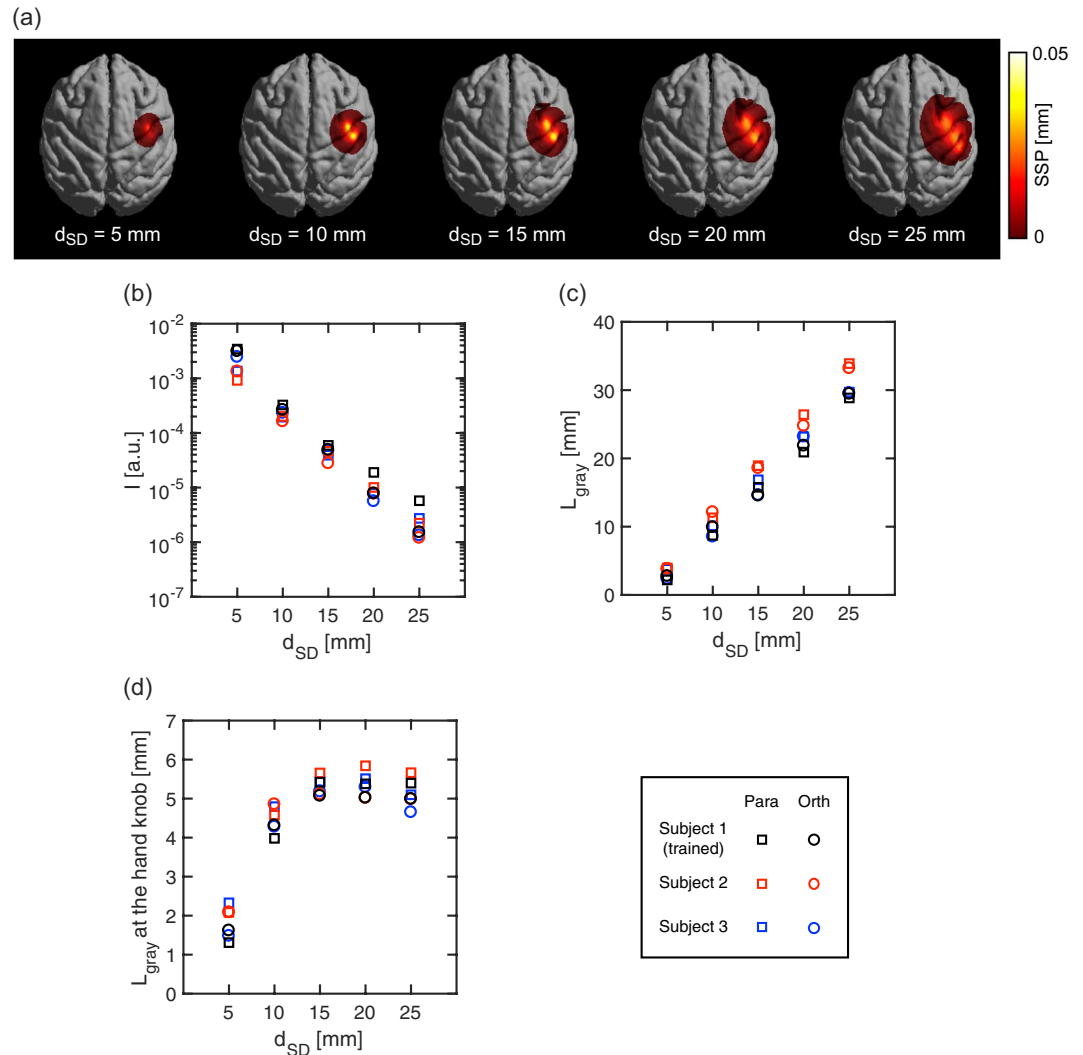 (a)
d_SD = 5 mm
d_SD = 10 mm
d_SD = 15 mm
d_SD = 20 mm
d_SD = 25 mm
0.05
SSP [mm]
0
(b)
10^-2
10^-3
10^-4
10^-5
10^-6
10^-7
I [a.u.]
5 10 15 20 25
d_SD [mm]
(c)
40
30
20
10
0
L_gray [mm]
5 10 15 20 25
d_SD [mm]
(d)
7
6
5
4
3
2
1
0
L_gray at the hand knob [mm]
5 10 15 20 25
d_SD [mm]
Para Orth
Subject 1
(trained)
Subject 2
Subject 3